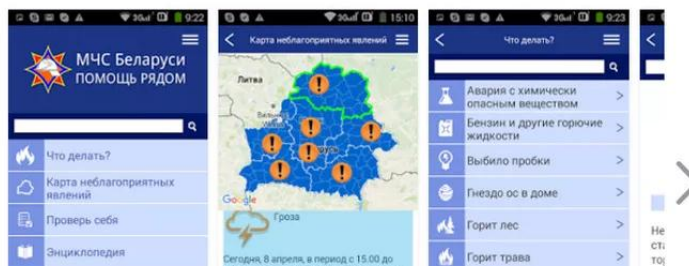 9:22
МЧС Беларуси
ПОМОЩЬ РЯДОМ
Что делать?
Карта неблагоприятных
явлений
Проверь себя
Энциклопедия
15:10
Карта неблагоприятных явлений
Литва
Google
Гроза
Сегодня, 8 апреля, в период с 15.00 до
9:23
Что делать?
Авария с химически
опасным веществом
Бензин и другие горючие
жидкости
Выбило пробки
Гнездо ос в доме
Горит лес
Горит трава
Не